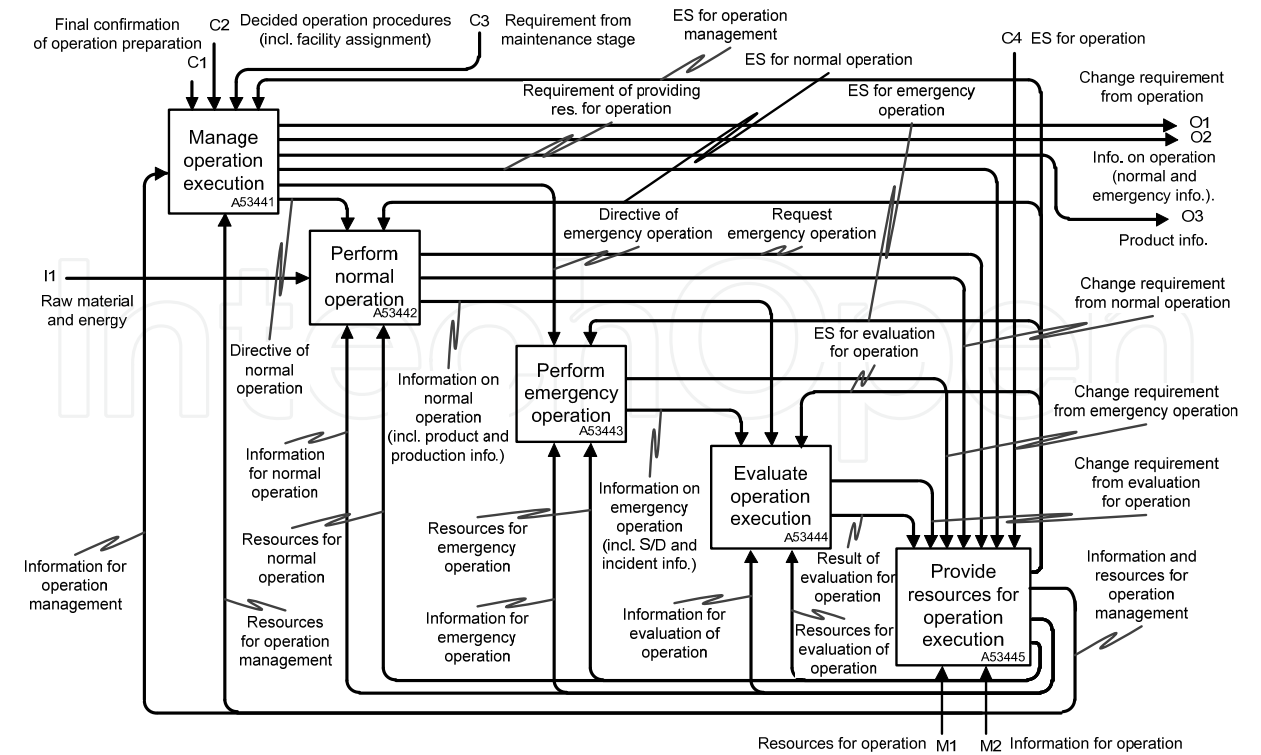 Final confirmation
of operation preparation
C1
C2
Decided operation procedures
(incl. facility assignment)
C3
Requirement from
maintenance stage
ES for operation
management
ES for normal operation
C4
ES for operation
Requirement of providing
res. for operation
ES for emergency
operation
Change requirement
from operation
O1
O2
Info. on operation
(normal and
emergency info.).
O3
Product info.
Manage
operation
execution
A53441
Directive of
emergency operation
Request
emergency operation
I1
Raw material
and energy
Perform
normal
operation
A53442
Change requirement
from normal operation
Directive of
normal
operation
Information on
normal
operation
(incl. product and
production info.)
ES for evaluation
for operation
Perform
emergency
operation
A53443
Change requirement
from emergency operation
Information
for normal
operation
Evaluate
operation
execution
A53444
Change requirement
from evaluation
for operation
Information on
emergency
operation
(incl. S/D and
incident info.)
Resources for
normal
operation
Resources for
emergency
operation
Information for
operation
management
Result of
evaluation for
operation
Provide
resources for
operation
execution
A53445
Information and
resources for
operation
management
Resources
for operation
management
Information for
emergency
operation
Information for
evaluation of
operation
Resources for
evaluation of
operation
Resources for operation
M1
M2
Information for operation
IntechOpen